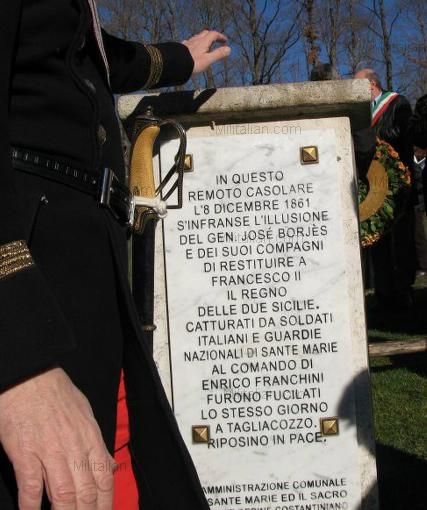 Militalian.com
IN QUESTO
REMOTO CASOLARE
L'8 DICEMBRE 1861
S'INFRANSE L'ILLUSIONE
DEL GEN. JOSÉ BORJÈS
E DEI SUOI COMPAGNI
DI RESTITUIRE A
FRANCESCO II
IL REGNO
DELLE DUE SICILIE.
CATTURATI DA SOLDATI
ITALIANI E GUARDIE
NAZIONALI DI SANTE MARIE
AL COMANDO DI
ENRICO FRANCHINI
FURONO FUCILATI
LO STESSO GIORNO
A TAGLIACOZZO.
RIPOSINO IN PACE.
AMMINISTRAZIONE COMUNALE
SANTE MARIE ED IL SACRO
ORDINE COSTANTINIANO